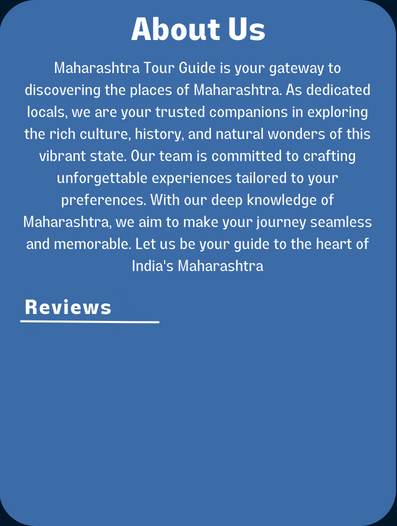 About Us
Maharashtra Tour Guide is your gateway to
discovering the places of Maharashtra. As dedicated
locals, we are your trusted companions in exploring
the rich culture, history, and natural wonders of this
vibrant state. Our team is committed to crafting
unforgettable experiences tailored to your
preferences. With our deep knowledge of
Maharashtra, we aim to make your journey seamless
and memorable. Let us be your guide to the heart of
India's Maharashtra
Reviews